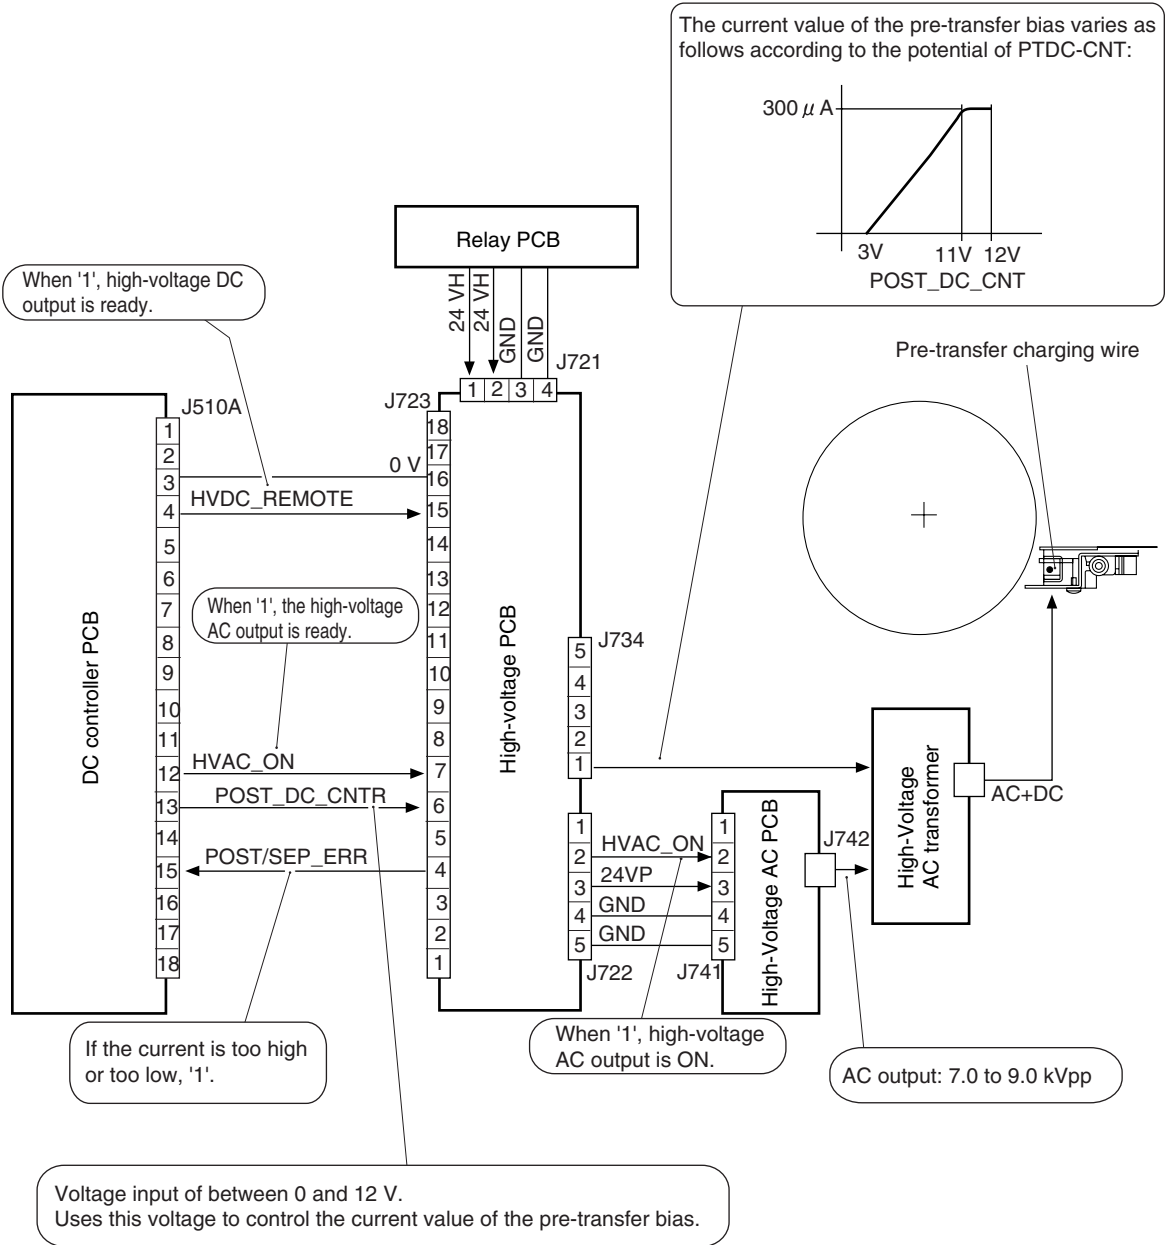 The current value of the pre-transfer bias varies as
follows according to the potential of PTDC-CNT:
300 μ A
3V
11V
12V
POST_DC_CNT
Relay PCB
24 VH
24 VH
GND
GND
J721
1
2
3
4
When '1', high-voltage DC
output is ready.
Pre-transfer charging wire
J510A
1
2
3
4
5
6
7
8
9
10
11
12
13
14
15
16
17
18
DC controller PCB
J723
18
17
16
15
14
13
12
11
10
9
8
7
6
5
4
3
2
1
High-voltage PCB
0 V
HVDC_REMOTE
When '1', the high-voltage
AC output is ready.
HVAC_ON
POST_DC_CNTR
POST/SEP_ERR
J734
5
4
3
2
1
1
2
3
4
5
J722
HVAC_ON
24VP
GND
GND
1
2
3
4
5
J741
High-Voltage AC PCB
J742
High-Voltage
AC transformer
AC+DC
If the current is too high
or too low, '1'.
When '1', high-voltage
AC output is ON.
AC output: 7.0 to 9.0 kVpp
Voltage input of between 0 and 12 V.
Uses this voltage to control the current value of the pre-transfer bias.